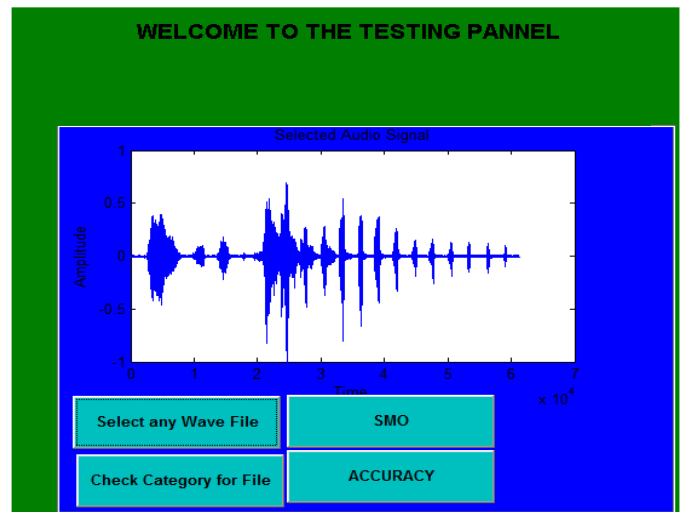 WELCOME TO THE TESTING PANNEL
Selected Audio Signal
1
0.5
0
-0.5
-1
Amplitude
0 1 2 3 4 5 6 7
Time
x 10^4
Select any Wave File
SMO
Check Category for File
ACCURACY